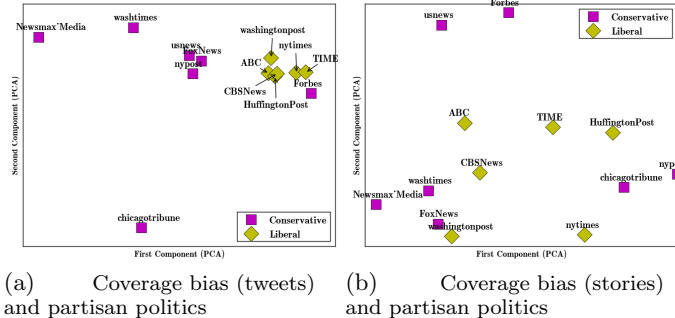 washtimes
Newsmax'Media
usnews
FoxNews
nypost
washingtonpost
nytimes
ABC
TIME
CBSNews
HuffingtonPost
Forbes
chicagotribune
Conservative
Liberal
First Component (PCA)
Second Component (PCA)
(a) Coverage bias (tweets)
and partisan politics
Forbes
usnews
Conservative
Liberal
ABC
TIME
HuffingtonPost
CBSNews
nyp
washtimes
chicagotribune
Newsmax'Media
FoxNews
washingtonpost
nytimes
First Component (PCA)
Second Component (PCA)
(b) Coverage bias (stories)
and partisan politics